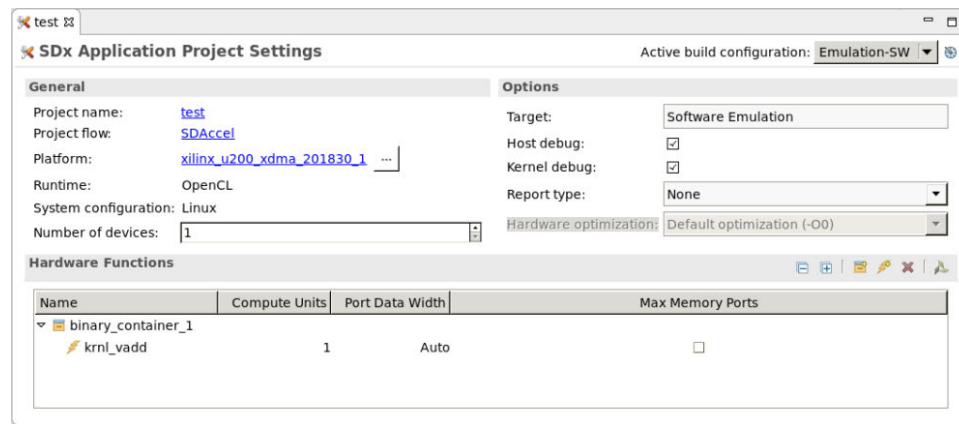 test
SDx Application Project Settings
Active build configuration: Emulation-SW
General
Project name: test
Project flow: SDAccel
Platform: xilinx_u200_xdma_201830_1 ...
Runtime: OpenCL
System configuration: Linux
Number of devices: 1
Options
Target: Software Emulation
Host debug:
Kernel debug:
Report type: None
Hardware optimization: Default optimization (-O0)
Hardware Functions
Name Compute Units Port Data Width Max Memory Ports
binary_container_1
krnl_vadd 1 Auto